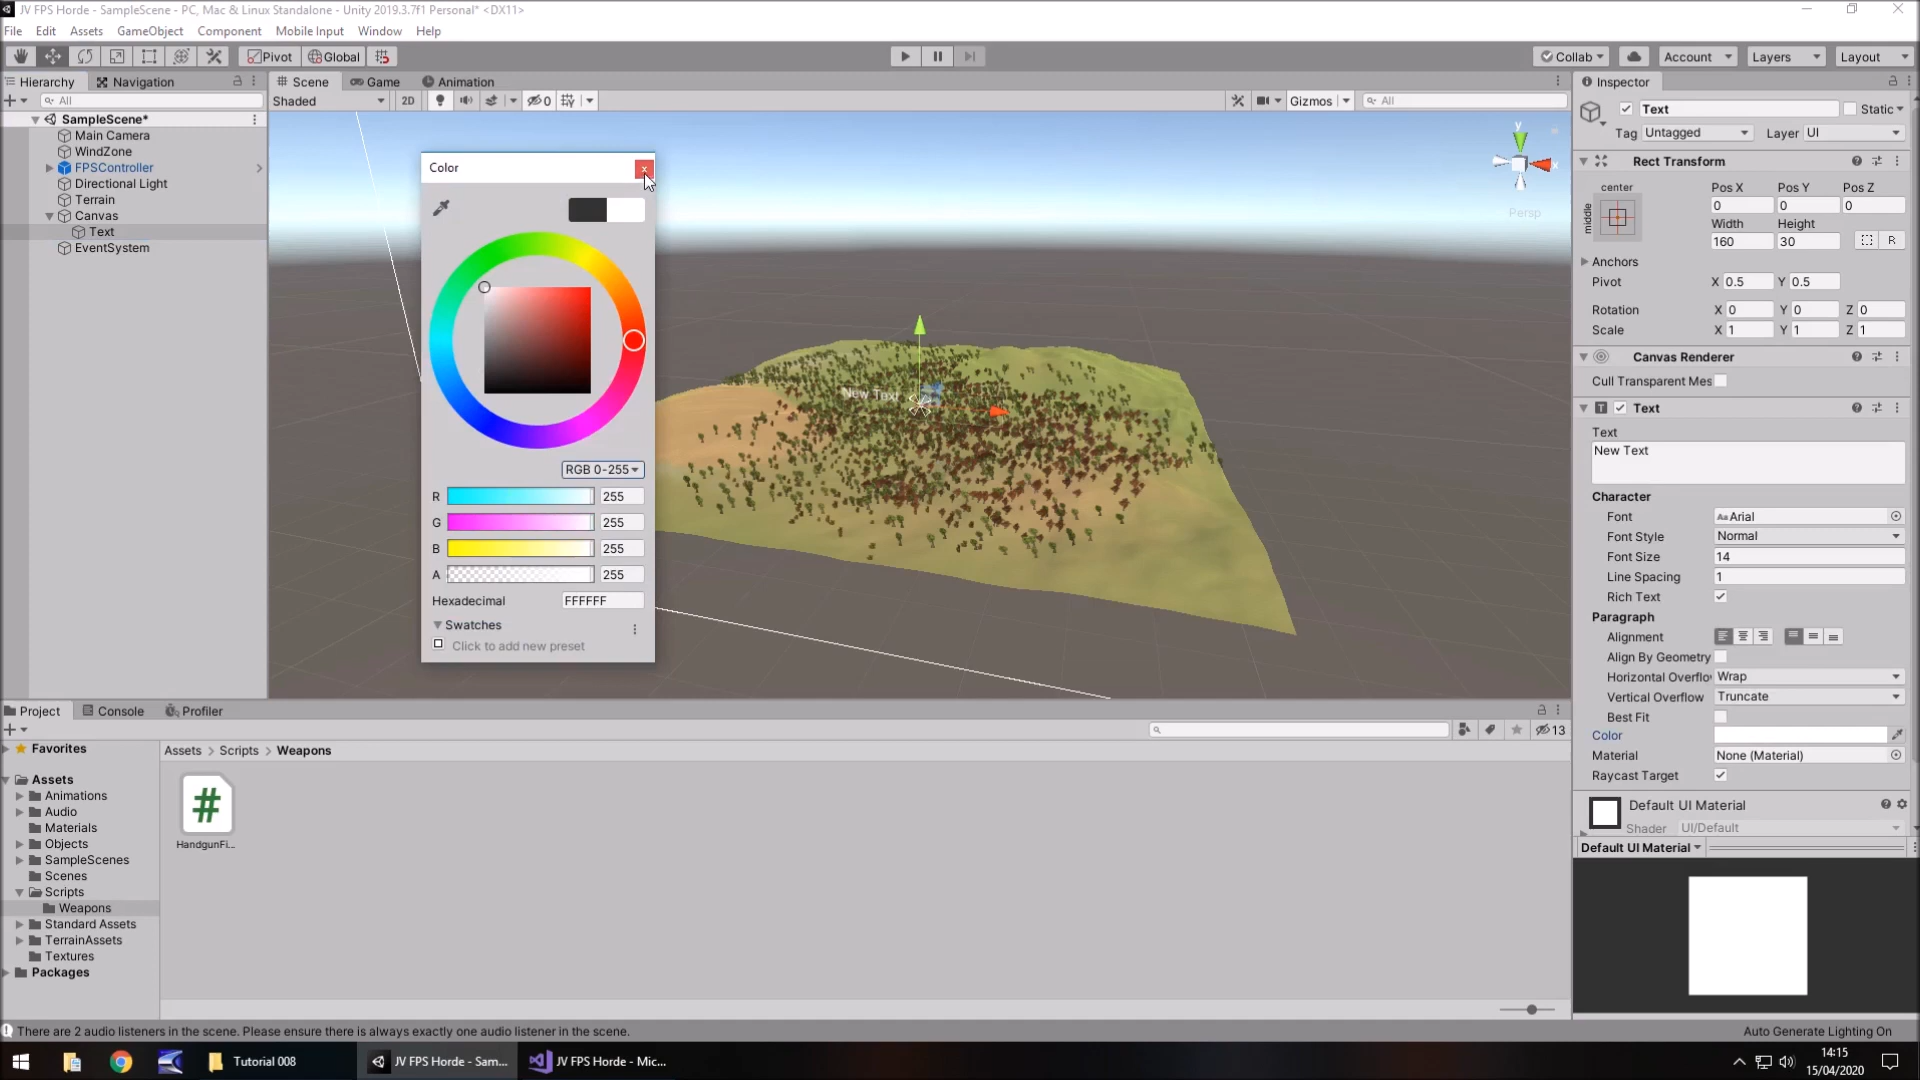 JV FPS Horde - SampleScene - PC, Mac & Linux Standalone - Unity 2019.3.7f1 Personal* <DX11>
File Edit Assets GameObject Component Mobile Input Window Help
Pivot Global Collab Account Layers Layout
Hierarchy Navigation Scene Game Animation Inspector
All Shaded 2D 0 Gizmos All
SampleScene*
Main Camera
WindZone
FPSController
Directional Light
Terrain
Canvas
Text
EventSystem
Color
RGB 0-255
R 255
G 255
B 255
A 255
Hexadecimal FFFFFF
Swatches
Click to add new preset
New Text
y
x
Persp
Text Static
Tag Untagged Layer UI
Rect Transform
center Pos X Pos Y Pos Z
middle 0 0 0
Width Height
160 30 R
Anchors
Pivot X 0.5 Y 0.5
Rotation X 0 Y 0 Z 0
Scale X 1 Y 1 Z 1
Canvas Renderer
Cull Transparent Mes
Text
Text
New Text
Character
Font Aa Arial
Font Style Normal
Font Size 14
Line Spacing 1
Rich Text
Paragraph
Alignment
Align By Geometry
Horizontal Overflo Wrap
Vertical Overflow Truncate
Best Fit
Color
Material None (Material)
Raycast Target
Default UI Material
Shader UI/Default
Default UI Material
Project Console Profiler
13
Favorites
Assets
Animations
Audio
Materials
Objects
SampleScenes
Scenes
Scripts
Weapons
Standard Assets
TerrainAssets
Textures
Packages
Assets > Scripts > Weapons
#
HandgunFi...
There are 2 audio listeners in the scene. Please ensure there is always exactly one audio listener in the scene.
Auto Generate Lighting On
Tutorial 008 JV FPS Horde - Sam... JV FPS Horde - Mic...
14:15
15/04/2020